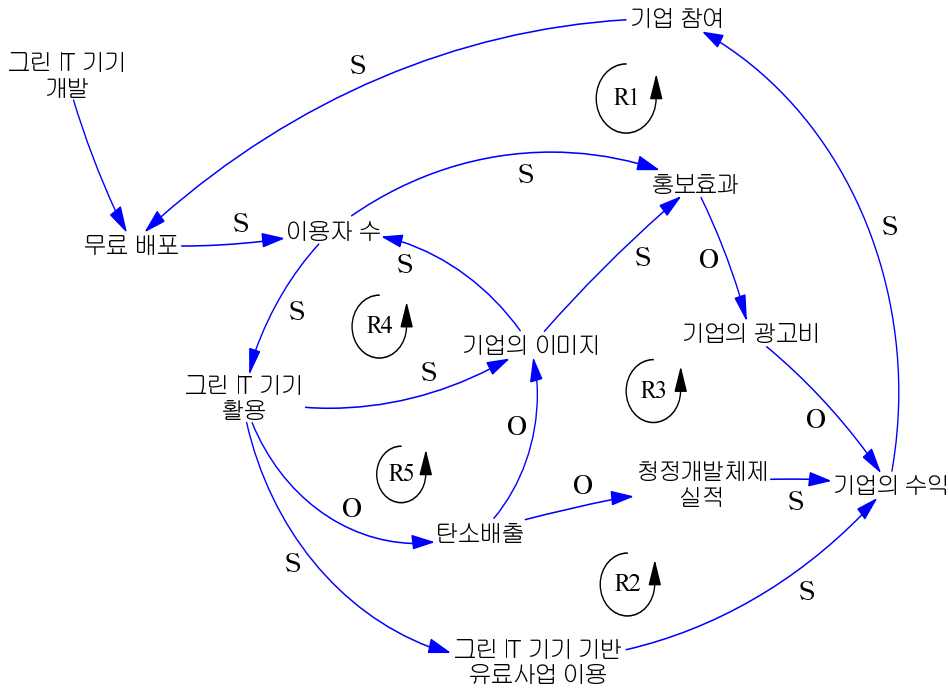 기업 참여
그린 IT 기기
개발
S
R1
S
홍보효과
S
무료 배포
이용자 수
S
S
S
O
S
R4
기업의 이미지
기업의 광고비
그린 IT 기기
활용
S
R3
O
O
R5
청정개발체제
실적
기업의 수익
O
S
O
탄소배출
S
R2
S
그린 IT 기기 기반
유료사업 이용